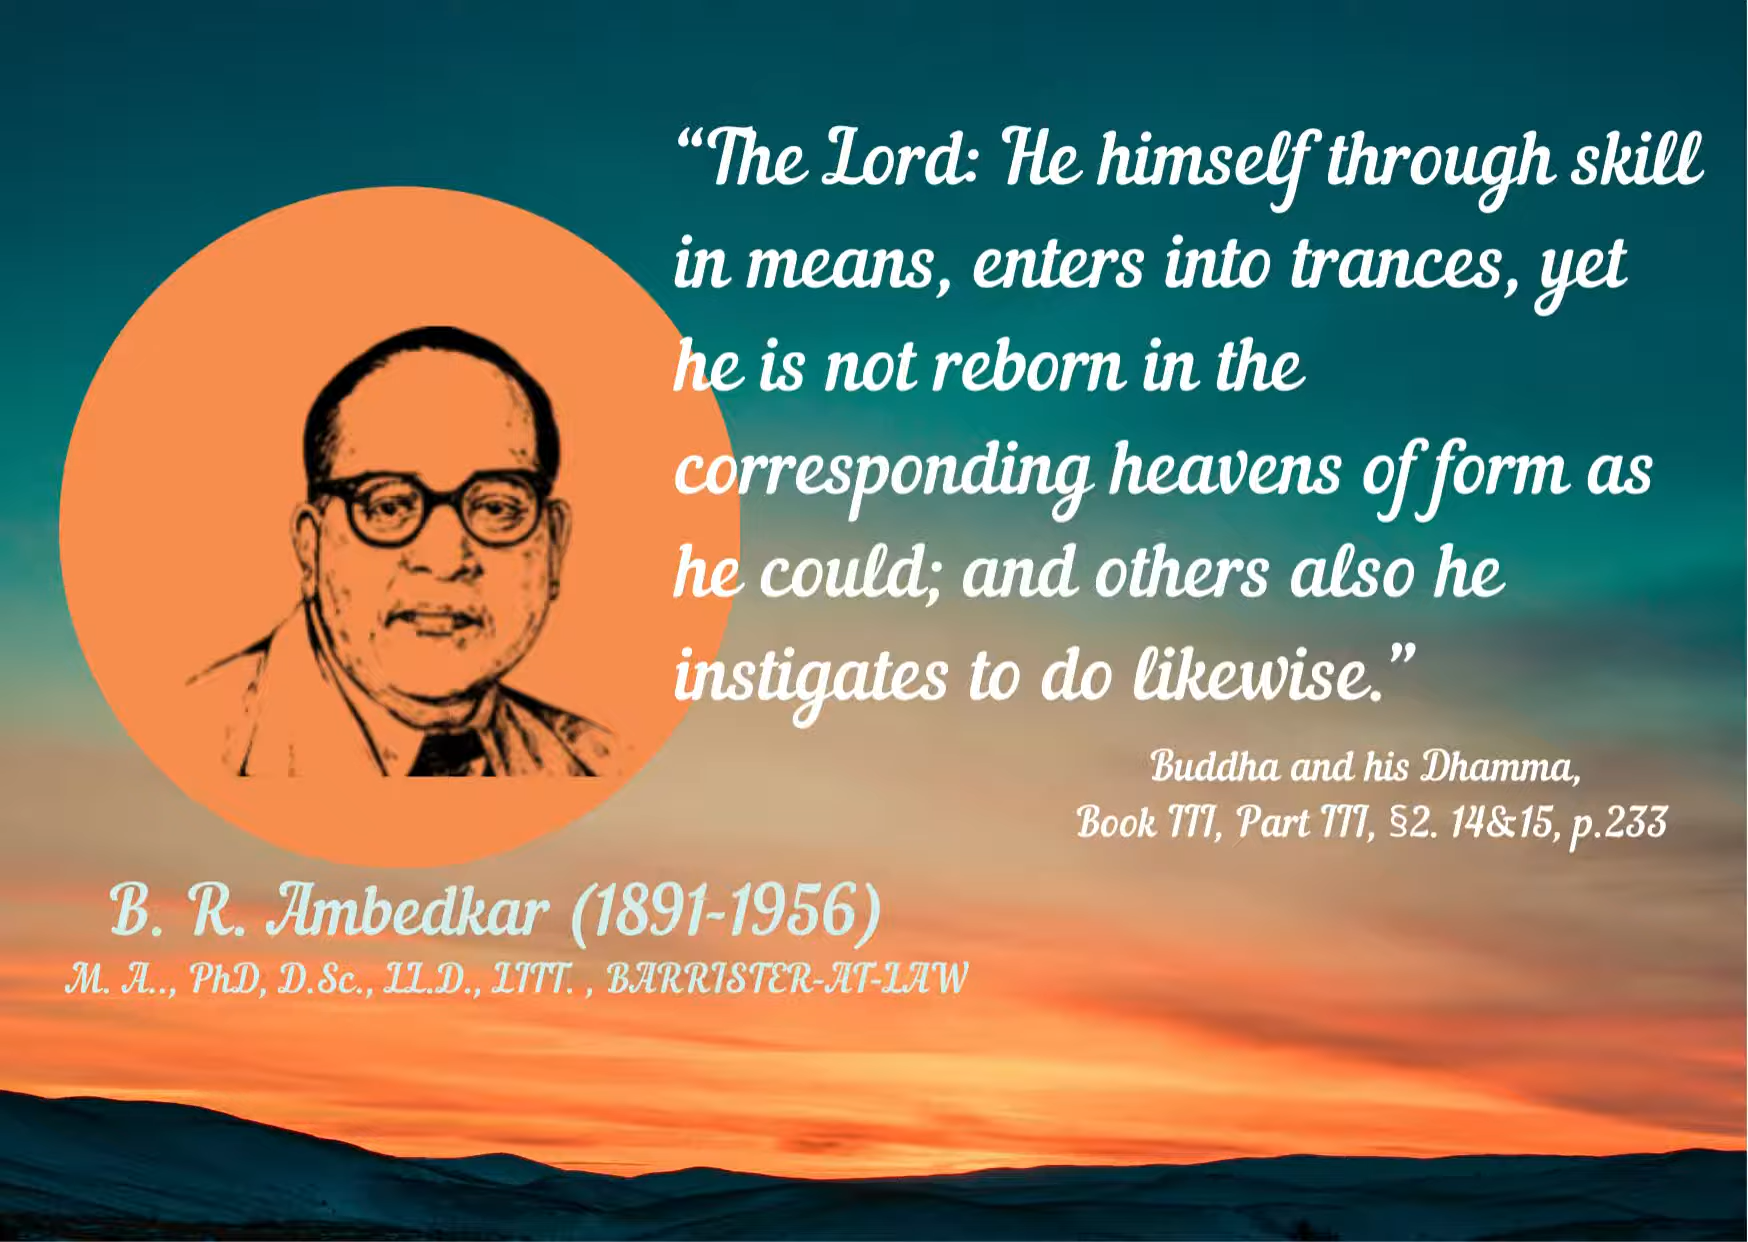 “The Lord: He himself through skill
in means, enters into trances, yet
he is not reborn in the
corresponding heavens of form as
he could; and others also he
instigates to do likewise.”
Buddha and his Dhamma,
Book III, Part III, §2. 14&15, p.233
B. R. Ambedkar (1891-1956)
M. A.., PhD, D.Sc., LL.D., LITT. , BARRISTER-AT-LAW